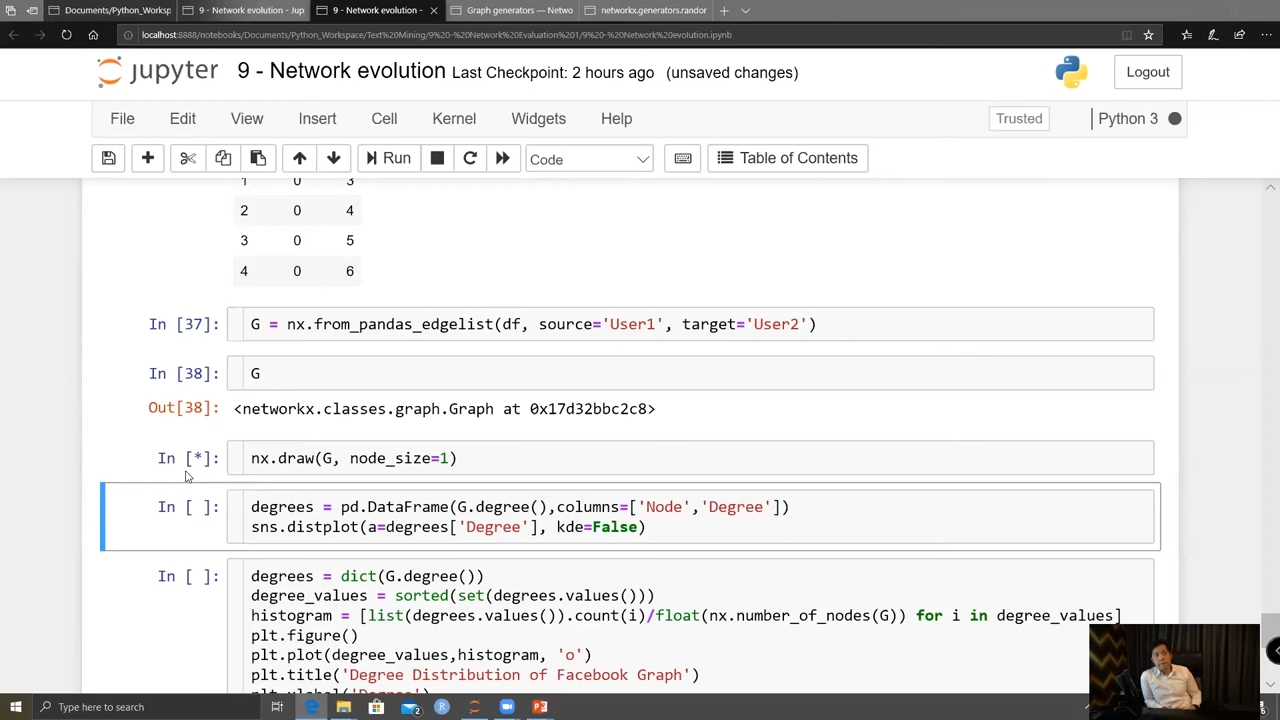 Documents/Python_Worksp
9 - Network evolution - Jup
9 - Network evolution -
Graph generators — Netwo
networkx.generators.randor
localhost:8888/notebooks/Documents/Python_Workspace/Text%20Mining/9%20-%20Network%20Evaluation%201/9%20-%20Network%20evolution.ipynb
jupyter 9 - Network evolution Last Checkpoint: 2 hours ago (unsaved changes)
Logout
File Edit View Insert Cell Kernel Widgets Help Trusted Python 3
Run Code Table of Contents
1 0 3
2 0 4
3 0 5
4 0 6
In [37]: G = nx.from_pandas_edgelist(df, source='User1', target='User2')
In [38]: G
Out[38]: <networkx.classes.graph.Graph at 0x17d32bbc2c8>
In [*]: nx.draw(G, node_size=1)
In [ ]: degrees = pd.DataFrame(G.degree(),columns=['Node','Degree'])
sns.distplot(a=degrees['Degree'], kde=False)
In [ ]: degrees = dict(G.degree())
degree_values = sorted(set(degrees.values()))
histogram = [list(degrees.values()).count(i)/float(nx.number_of_nodes(G)) for i in degree_values]
plt.figure()
plt.plot(degree_values,histogram, 'o')
plt.title('Degree Distribution of Facebook Graph')
plt.xlabel('Degree')
Type here to search